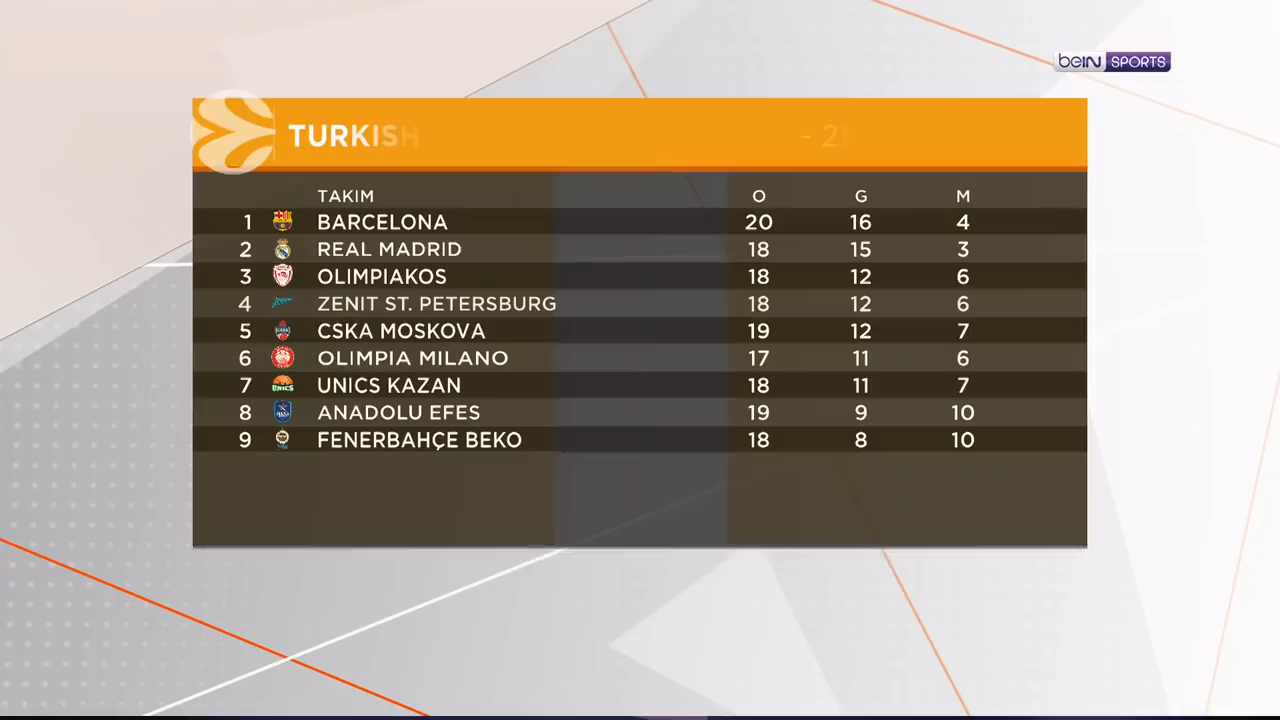 beIN SPORTS
TURKISH - 2
TAKIM O G M
1 BARCELONA 20 16 4
2 REAL MADRID 18 15 3
3 OLIMPIAKOS 18 12 6
4 ZENIT ST. PETERSBURG 18 12 6
5 CSKA MOSKOVA 19 12 7
6 OLIMPIA MILANO 17 11 6
7 UNICS KAZAN 18 11 7
8 ANADOLU EFES 19 9 10
9 FENERBAHÇE BEKO 18 8 10